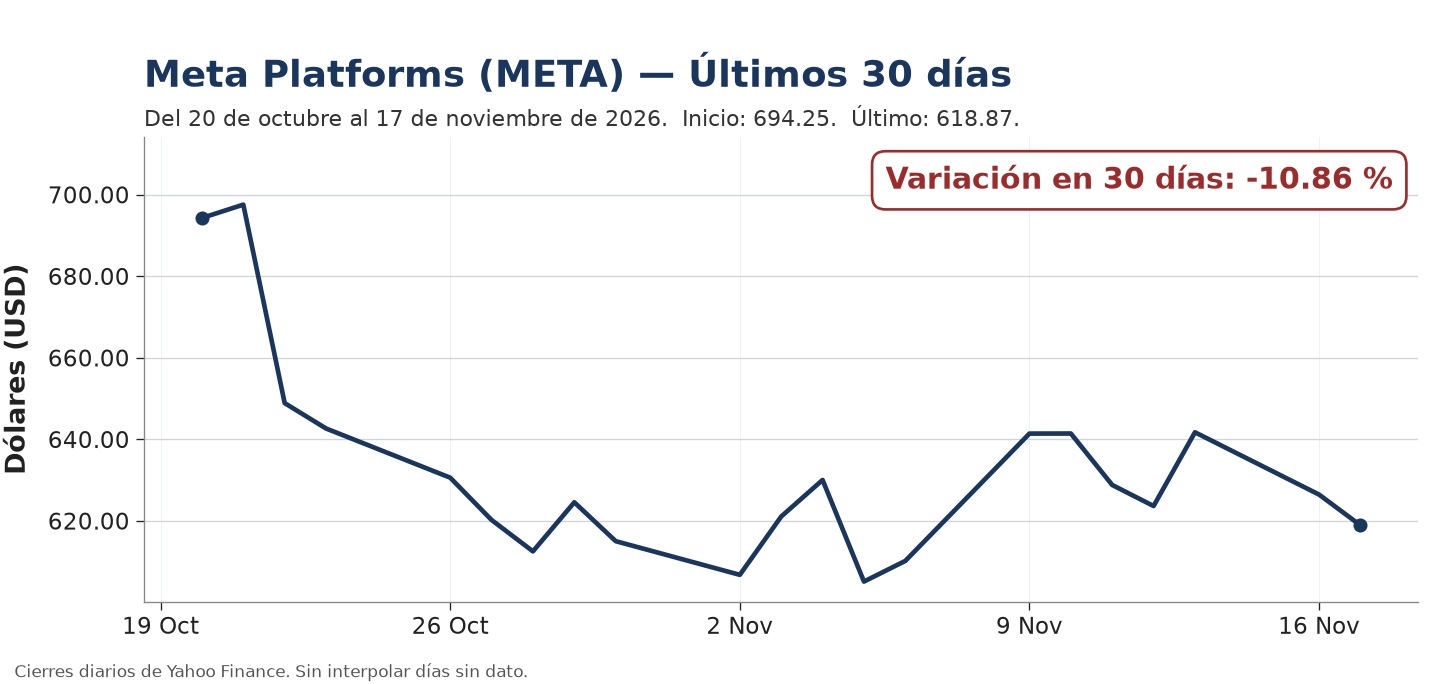 Meta Platforms (META) — Últimos 30 días
Del 20 de octubre al 17 de noviembre de 2026.  Inicio: 694.25.  Último: 618.87.
Variación en 30 días: -10.86 %
Dólares (USD)
700.00
680.00
660.00
640.00
620.00
19 Oct
26 Oct
2 Nov
9 Nov
16 Nov
Cierres diarios de Yahoo Finance. Sin interpolar días sin dato.